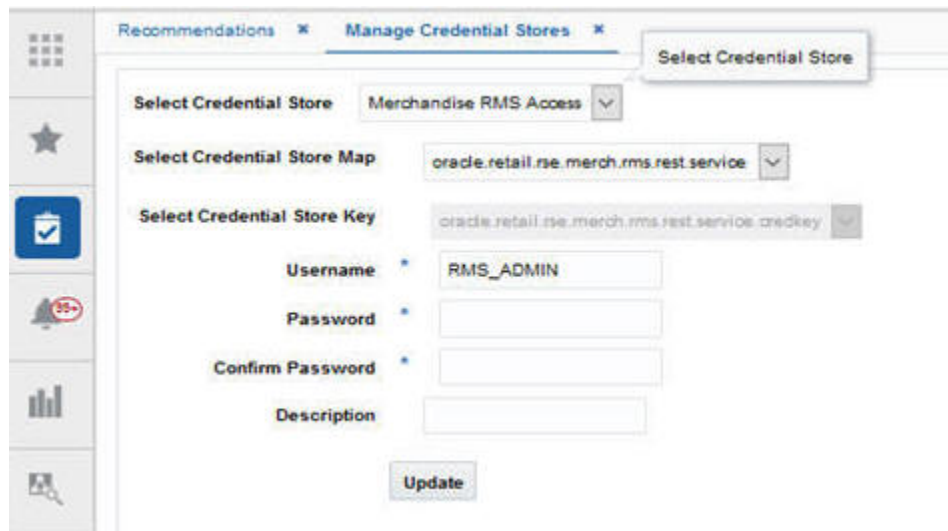 Recommendations × Manage Credential Stores ×
Select Credential Store
Select Credential Store Merchandise RMS Access
Select Credential Store Map oracle.retail.rse.merch.rms.rest.service
Select Credential Store Key oracle.retail.rse.merch.rms.rest.service.credkey
Username * RMS_ADMIN
Password *
Confirm Password *
Description
Update